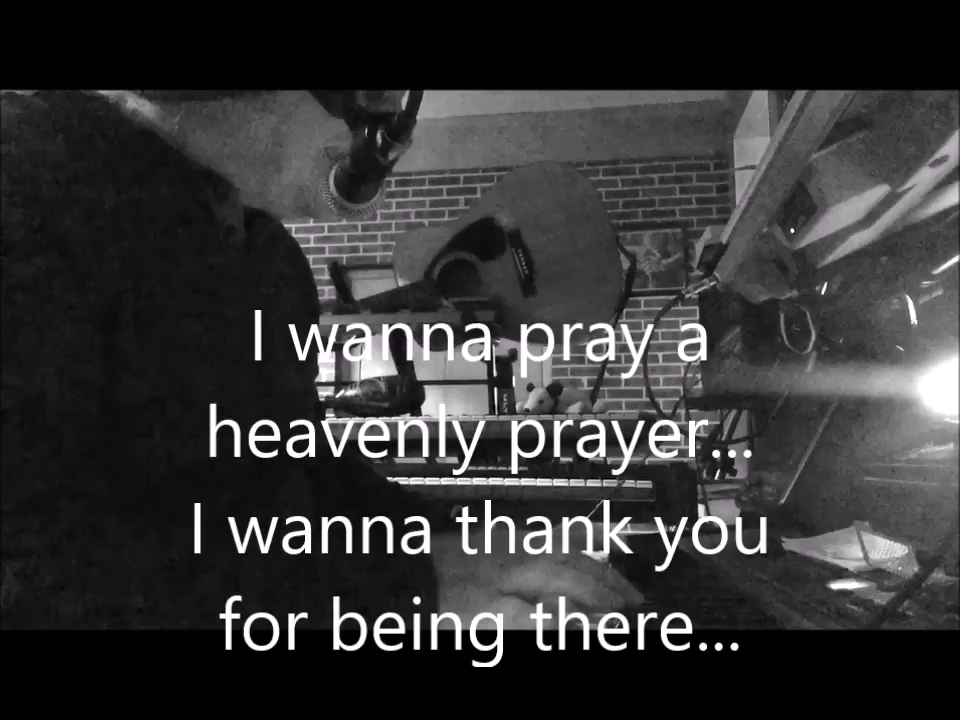 I wanna pray a
heavenly prayer...
I wanna thank you
for being there...